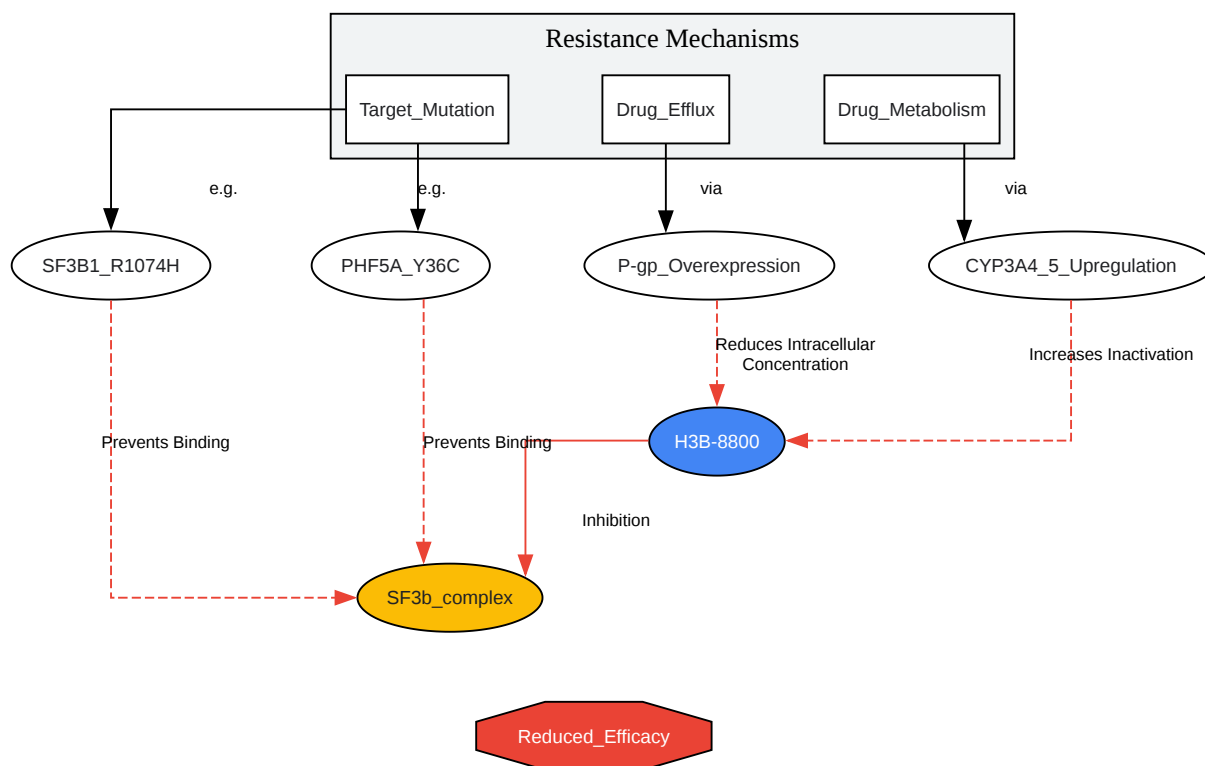 Resistance Mechanisms
Target_Mutation
Drug_Efflux
Drug_Metabolism
e.g.
e.g.
via
via
SF3B1_R1074H
PHF5A_Y36C
P-gp_Overexpression
CYP3A4_5_Upregulation
Reduces Intracellular
Concentration
Increases Inactivation
Prevents Binding
Prevents Binding
H3B-8800
Inhibition
SF3b_complex
Reduced_Efficacy